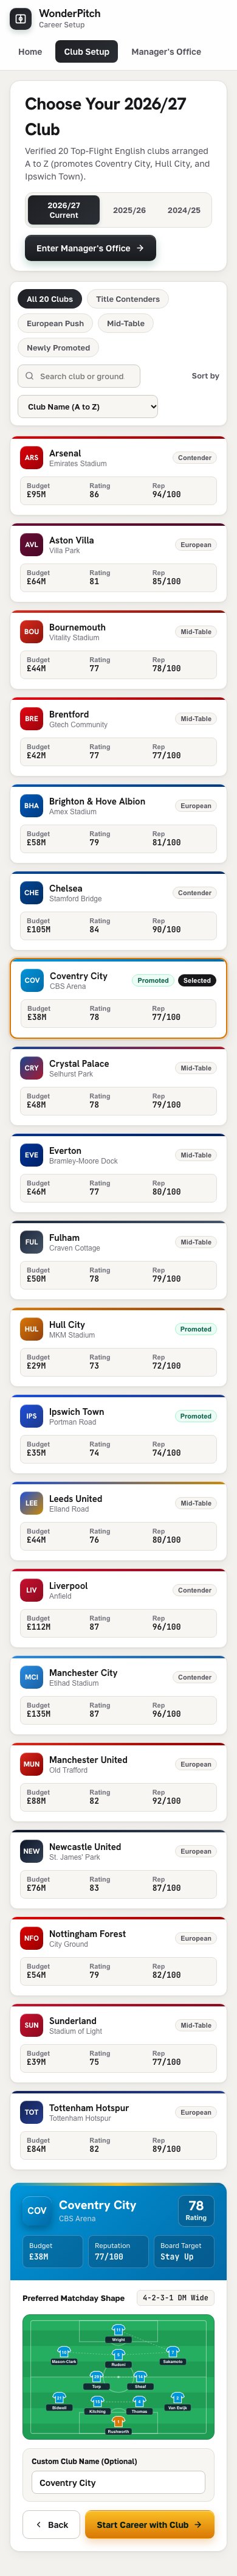 WonderPitch
Career Setup
Home Club Setup Manager's Office
Choose Your 2026/27
Club
Verified 20 Top-Flight English clubs arranged
A to Z (promotes Coventry City, Hull City, and
Ipswich Town).
2026/27
Current
2025/26
2024/25
Enter Manager's Office →
All 20 Clubs Title Contenders
European Push Mid-Table
Newly Promoted
Search club or ground
Sort by
Club Name (A to Z)
ARS Arsenal Contender
Emirates Stadium
Budget Rating Rep
£95M 86 94/100
AVL Aston Villa European
Villa Park
Budget Rating Rep
£64M 81 85/100
BOU Bournemouth Mid-Table
Vitality Stadium
Budget Rating Rep
£44M 77 78/100
BRE Brentford Mid-Table
Gtech Community
Budget Rating Rep
£42M 77 77/100
BHA Brighton & Hove Albion European
Amex Stadium
Budget Rating Rep
£58M 79 81/100
CHE Chelsea Contender
Stamford Bridge
Budget Rating Rep
£105M 84 90/100
COV Coventry City Promoted Selected
CBS Arena
Budget Rating Rep
£38M 78 77/100
CRY Crystal Palace Mid-Table
Selhurst Park
Budget Rating Rep
£48M 78 79/100
EVE Everton Mid-Table
Bramley-Moore Dock
Budget Rating Rep
£46M 77 80/100
FUL Fulham Mid-Table
Craven Cottage
Budget Rating Rep
£50M 78 79/100
HUL Hull City Promoted
MKM Stadium
Budget Rating Rep
£29M 73 72/100
IPS Ipswich Town Promoted
Portman Road
Budget Rating Rep
£35M 74 74/100
LEE Leeds United Mid-Table
Elland Road
Budget Rating Rep
£44M 76 80/100
LIV Liverpool Contender
Anfield
Budget Rating Rep
£112M 87 96/100
MCI Manchester City Contender
Etihad Stadium
Budget Rating Rep
£135M 87 96/100
MUN Manchester United European
Old Trafford
Budget Rating Rep
£88M 82 92/100
NEW Newcastle United European
St. James' Park
Budget Rating Rep
£76M 83 87/100
NFO Nottingham Forest European
City Ground
Budget Rating Rep
£54M 79 82/100
SUN Sunderland Mid-Table
Stadium of Light
Budget Rating Rep
£39M 75 77/100
TOT Tottenham Hotspur European
Tottenham Hotspur
Budget Rating Rep
£84M 82 89/100
COV Coventry City
CBS Arena
78
Rating
Budget Reputation Board Target
£38M 77/100 Stay Up
Preferred Matchday Shape 4-2-3-1 DM Wide
Wright
Mason-Clark Rudoni Sakamoto
Torp Sheaf
Bidwell Kitching Thomas Van Ewijk
Rushworth
Custom Club Name (Optional)
Coventry City
Back
Start Career with Club →